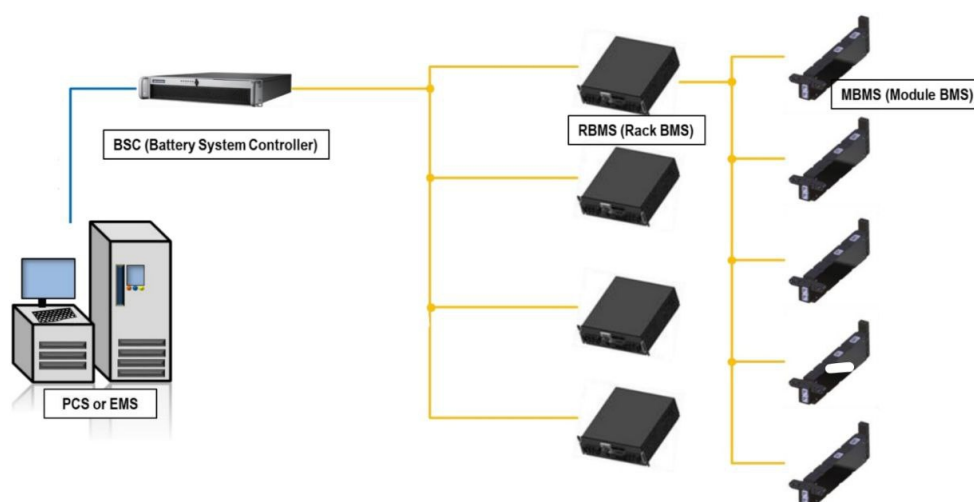 BSC (Battery System Controller)
RBMS (Rack BMS)
MBMS (Module BMS)
PCS or EMS